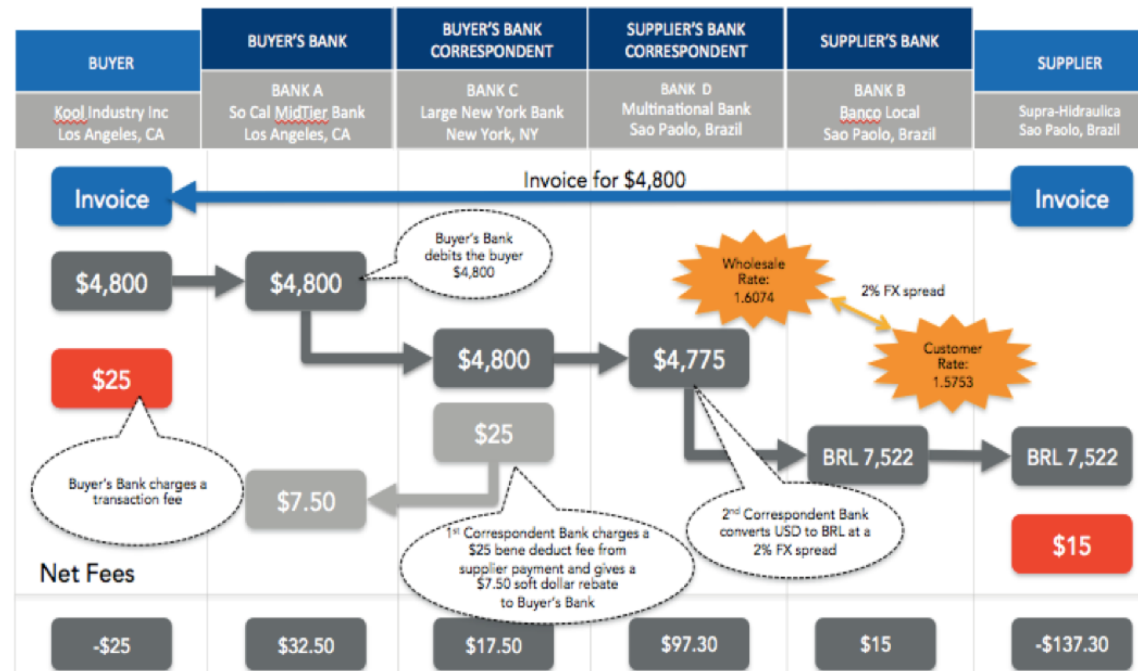 BUYER
BUYER'S BANK
BUYER'S BANK
CORRESPONDENT
SUPPLIER'S BANK
CORRESPONDENT
SUPPLIER'S BANK
SUPPLIER
Kool Industry Inc
Los Angeles, CA
BANK A
So Cal MidTier Bank
Los Angeles, CA
BANK C
Large New York Bank
New York, NY
BANK D
Multinational Bank
Sao Paolo, Brazil
BANK B
Banco Local
Sao Paolo, Brazil
Supra-Hidraulica
Sao Paolo, Brazil
Invoice
Invoice for $4,800
Invoice
$4,800
$4,800
Buyer's Bank
debits the buyer
$4,800
Wholesale
Rate:
1.6074
2% FX spread
Customer
Rate:
1.5753
$4,800
$4,775
$25
$25
BRL 7,522
BRL 7,522
Buyer's Bank charges a
transaction fee
$7.50
1st Correspondent Bank charges a
$25 bene deduct fee from
supplier payment and gives a
$7.50 soft dollar rebate
to Buyer's Bank
2nd Correspondent Bank
converts USD to BRL at a
2% FX spread
$15
Net Fees
-$25
$32.50
$17.50
$97.30
$15
-$137.30